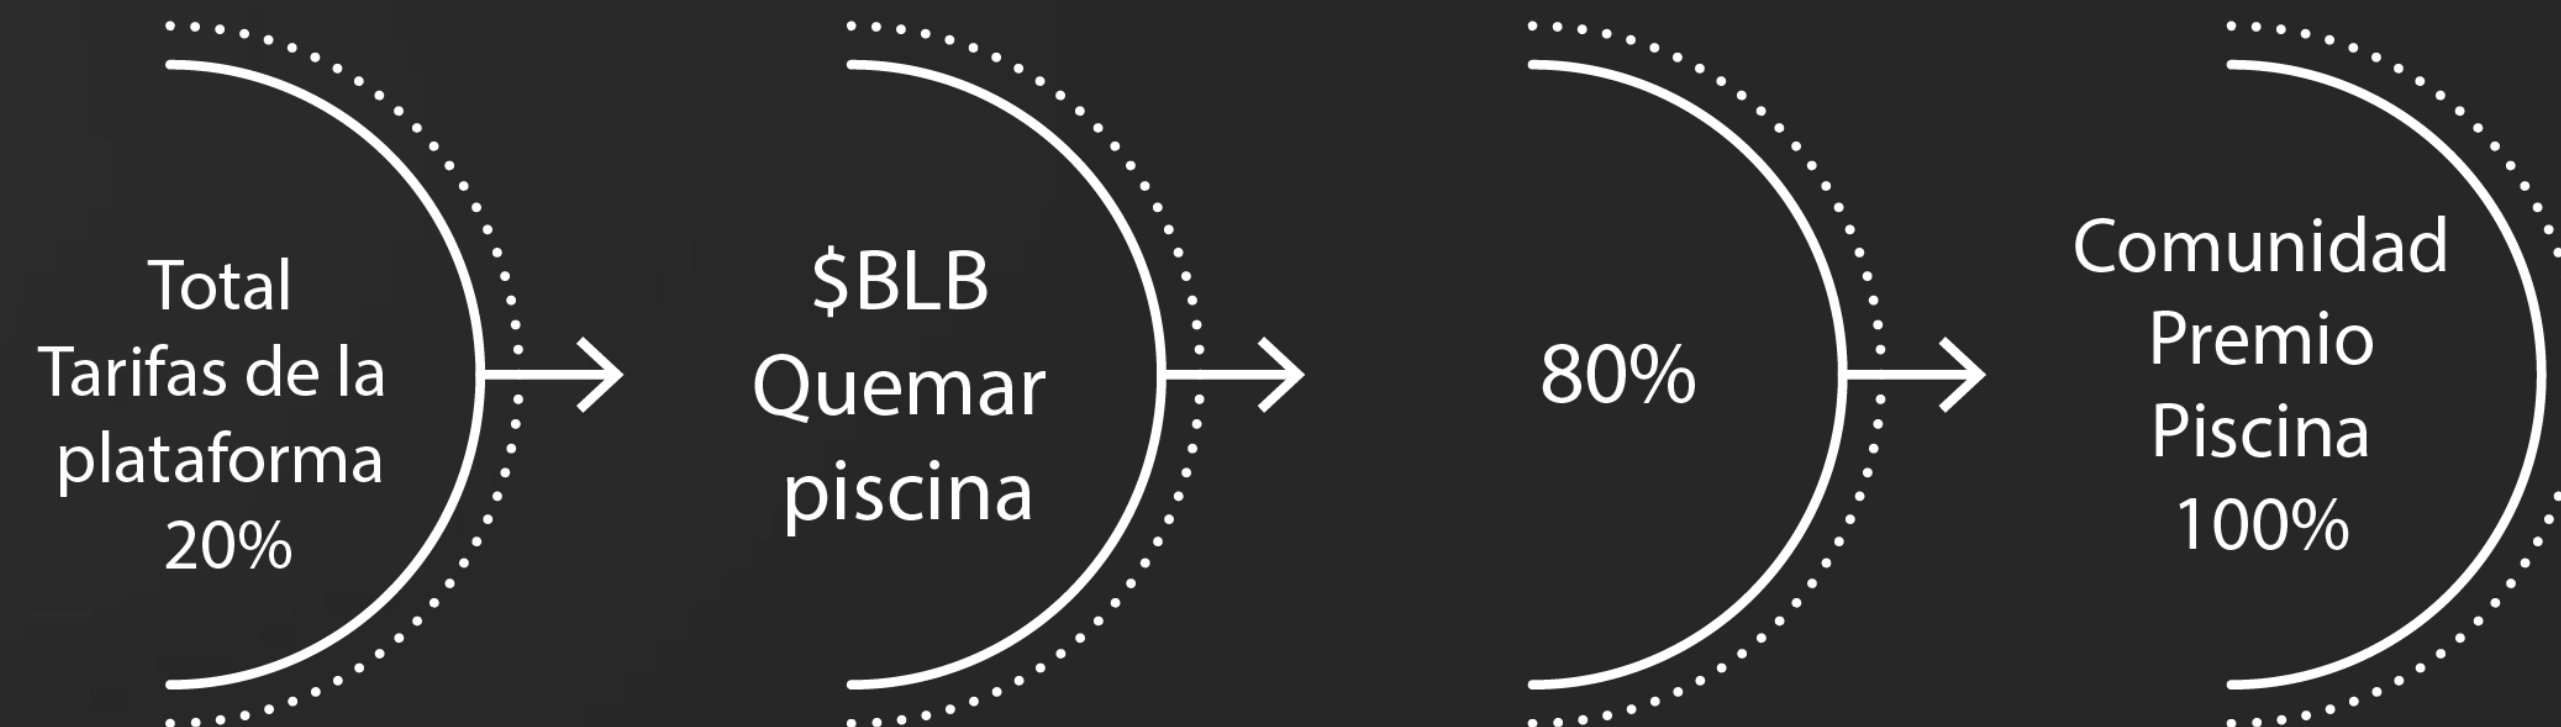 Total
Tarifas de la
plataforma
20%
$BLB
Quemar
piscina
80%
Comunidad
Premio
Piscina
100%